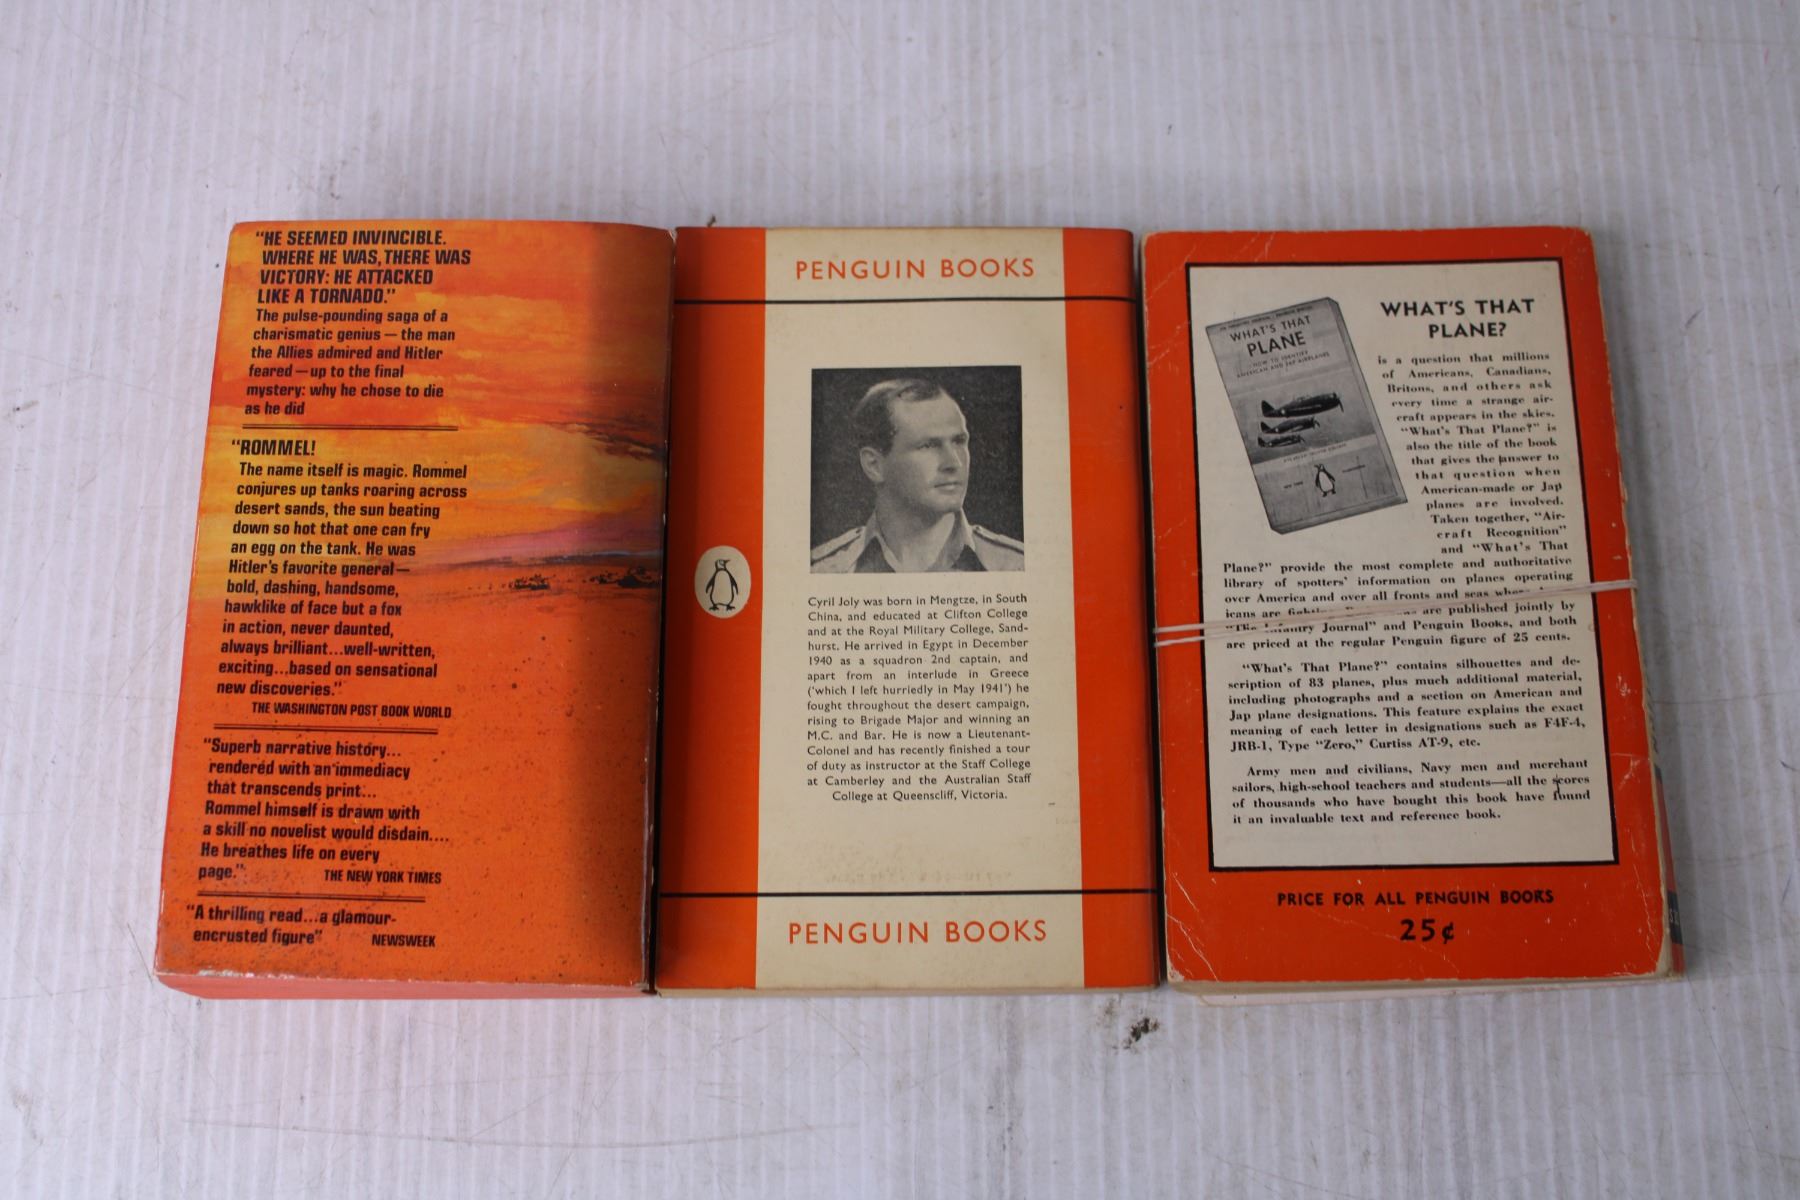 "HE SEEMED INVINCIBLE.
WHERE HE WAS, THERE WAS
VICTORY: HE ATTACKED
LIKE A TORNADO."
The pulse-pounding saga of a
charismatic genius — the man
the Allies admired and Hitler
feared — up to the final
mystery: why he chose to die
as he did
"ROMMEL!
The name itself is magic. Rommel
conjures up tanks roaring across
desert sands, the sun beating
down so hot that one can fry
an egg on the tank. He was
Hitler's favorite general—
bold, dashing, handsome,
hawklike of face but a fox
in action, never daunted,
always brilliant...well-written,
exciting...based on sensational
new discoveries."
THE WASHINGTON POST BOOK WORLD
"Superb narrative history...
rendered with an immediacy
that transcends print...
Rommel himself is drawn with
a skill no novelist would disdain....
He breathes life on every
page." THE NEW YORK TIMES
"A thrilling read...a glamour-
encrusted figure" NEWSWEEK
PENGUIN BOOKS
Cyril Joly was born in Mengtze, in South
China, and educated at Clifton College
and at the Royal Military College, Sand-
hurst. He arrived in Egypt in December
1940 as a squadron 2nd captain, and
apart from an interlude in Greece
('which I left hurriedly in May 1941') he
fought throughout the desert campaign,
rising to Brigade Major and winning an
M.C. and Bar. He is now a Lieutenant-
Colonel and has recently finished a tour
of duty as instructor at the Staff College
at Camberley and the Australian Staff
College at Queenscliff, Victoria.
PENGUIN BOOKS
WHAT'S THAT
PLANE
HOW TO IDENTIFY
AMERICAN AND JAP AIRPLANES
WHAT'S THAT
PLANE?
is a question that millions
of Americans, Canadians,
Britons, and others ask
every time a strange air-
craft appears in the skies.
"What's That Plane?" is
also the title of the book
that gives the answer to
that question when
American-made or Jap
planes are involved.
Taken together, "Air-
craft Recognition"
and "What's That
Plane?" provide the most complete and authoritative
library of spotters' information on planes operating
over America and over all fronts and seas where
icans are fighting. are published jointly by
"The Infantry Journal" and Penguin Books, and both
are priced at the regular Penguin figure of 25 cents.
"What's That Plane?" contains silhouettes and de-
scription of 83 planes, plus much additional material,
including photographs and a section on American and
Jap plane designations. This feature explains the exact
meaning of each letter in designations such as F4F-4,
JRB-1, Type "Zero," Curtiss AT-9, etc.
Army men and civilians, Navy men and merchant
sailors, high-school teachers and students—all the scores
of thousands who have bought this book have found
it an invaluable text and reference book.
PRICE FOR ALL PENGUIN BOOKS
25¢